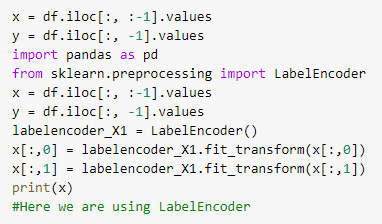 x = df.iloc[:, :-1].values
y = df.iloc[:, -1].values
import pandas as pd
from sklearn.preprocessing import LabelEncoder
x = df.iloc[:, :-1].values
y = df.iloc[:, -1].values
labelencoder_X1 = LabelEncoder()
x[:,0] = labelencoder_X1.fit_transform(x[:,0])
x[:,1] = labelencoder_X1.fit_transform(x[:,1])
print(x)
#Here we are using LabelEncoder